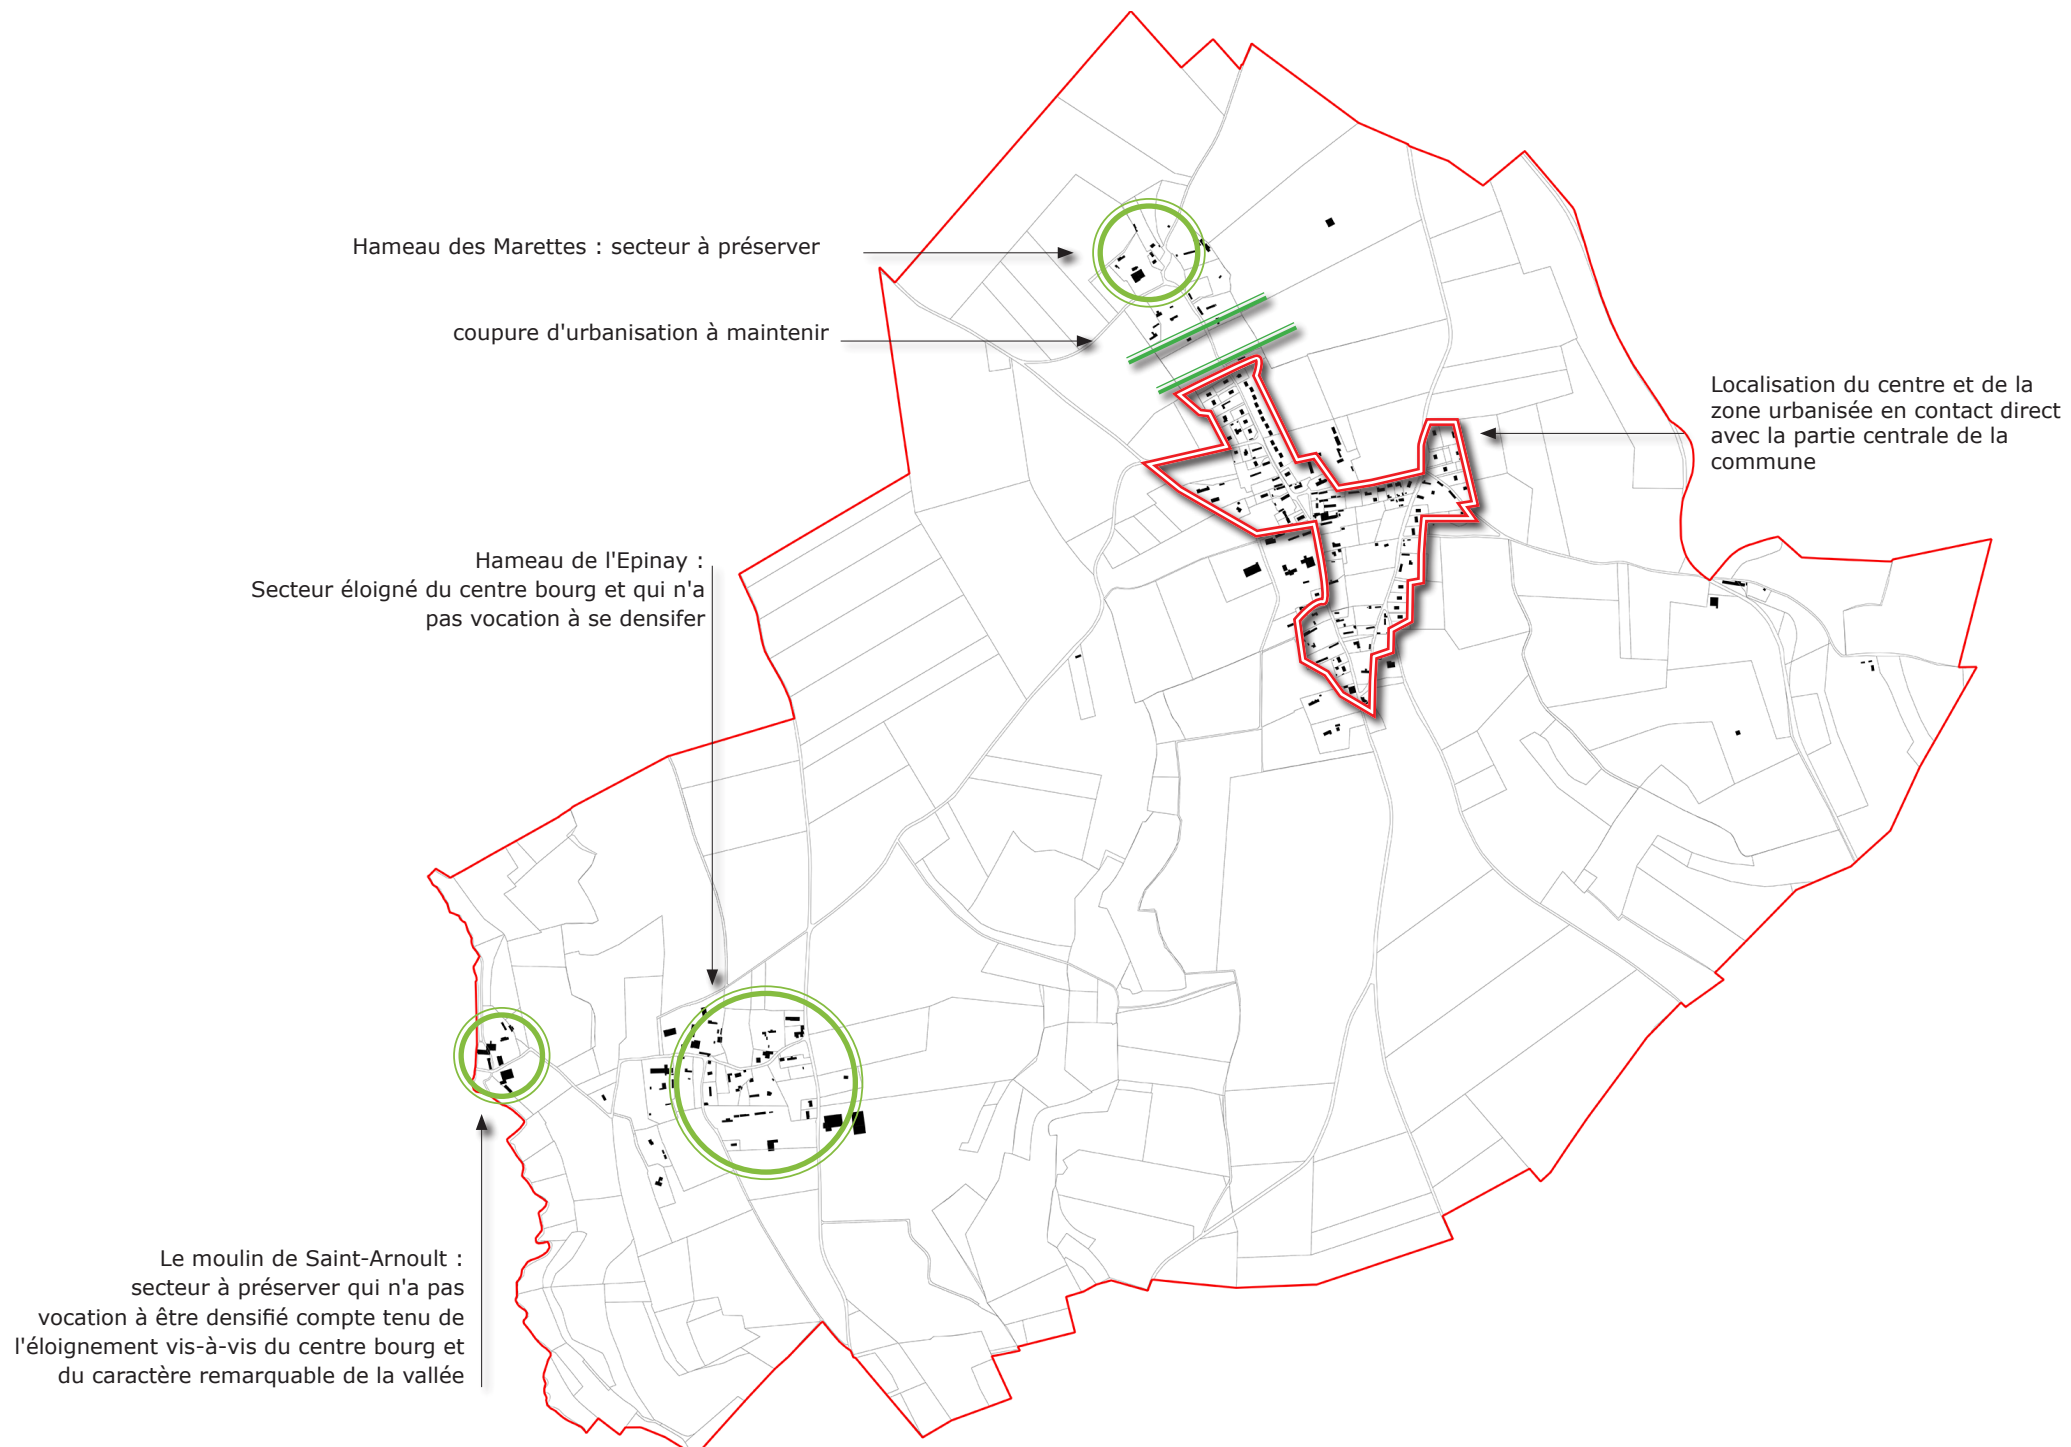 Hameau des Marettes : secteur à préserver
coupure d'urbanisation à maintenir
Localisation du centre et de la
zone urbanisée en contact direct
avec la partie centrale de la
commune
Hameau de l'Epinay :
Secteur éloigné du centre bourg et qui n'a
pas vocation à se densifer
Le moulin de Saint-Arnoult :
secteur à préserver qui n'a pas
vocation à être densifié compte tenu de
l'éloignement vis-à-vis du centre bourg et
du caractère remarquable de la vallée